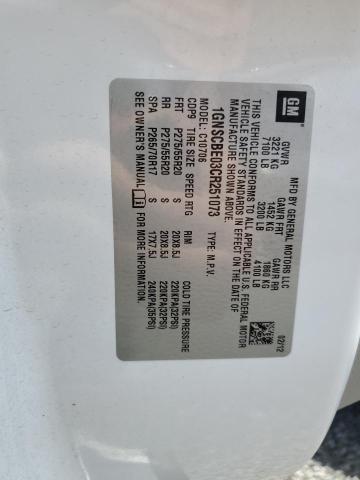 GM
MFD BY GENERAL MOTORS LLC
02/12
GVWR GAWR FRT GAWR RR
3221 KG 1452 KG 1860 KG
7100 LB 3200 LB 4100 LB
THIS VEHICLE CONFORMS TO ALL APPLICABLE U.S. FEDERAL MOTOR
VEHICLE SAFETY STANDARDS IN EFFECT ON THE DATE OF
MANUFACTURE SHOWN ABOVE.
1GNSCBE03CR251073 TYPE: M.P.V.
MODEL: C10706
CDP9 TIRE SIZE SPEED RTG RIM COLD TIRE PRESSURE
FRT P275/55R20 S 20X8.5J 220KPA(32PSI)
RR P275/55R20 S 20X8.5J 220KPA(32PSI)
SPA P265/70R17 S 17X7.5J 240KPA(35PSI)
SEE OWNER'S MANUAL